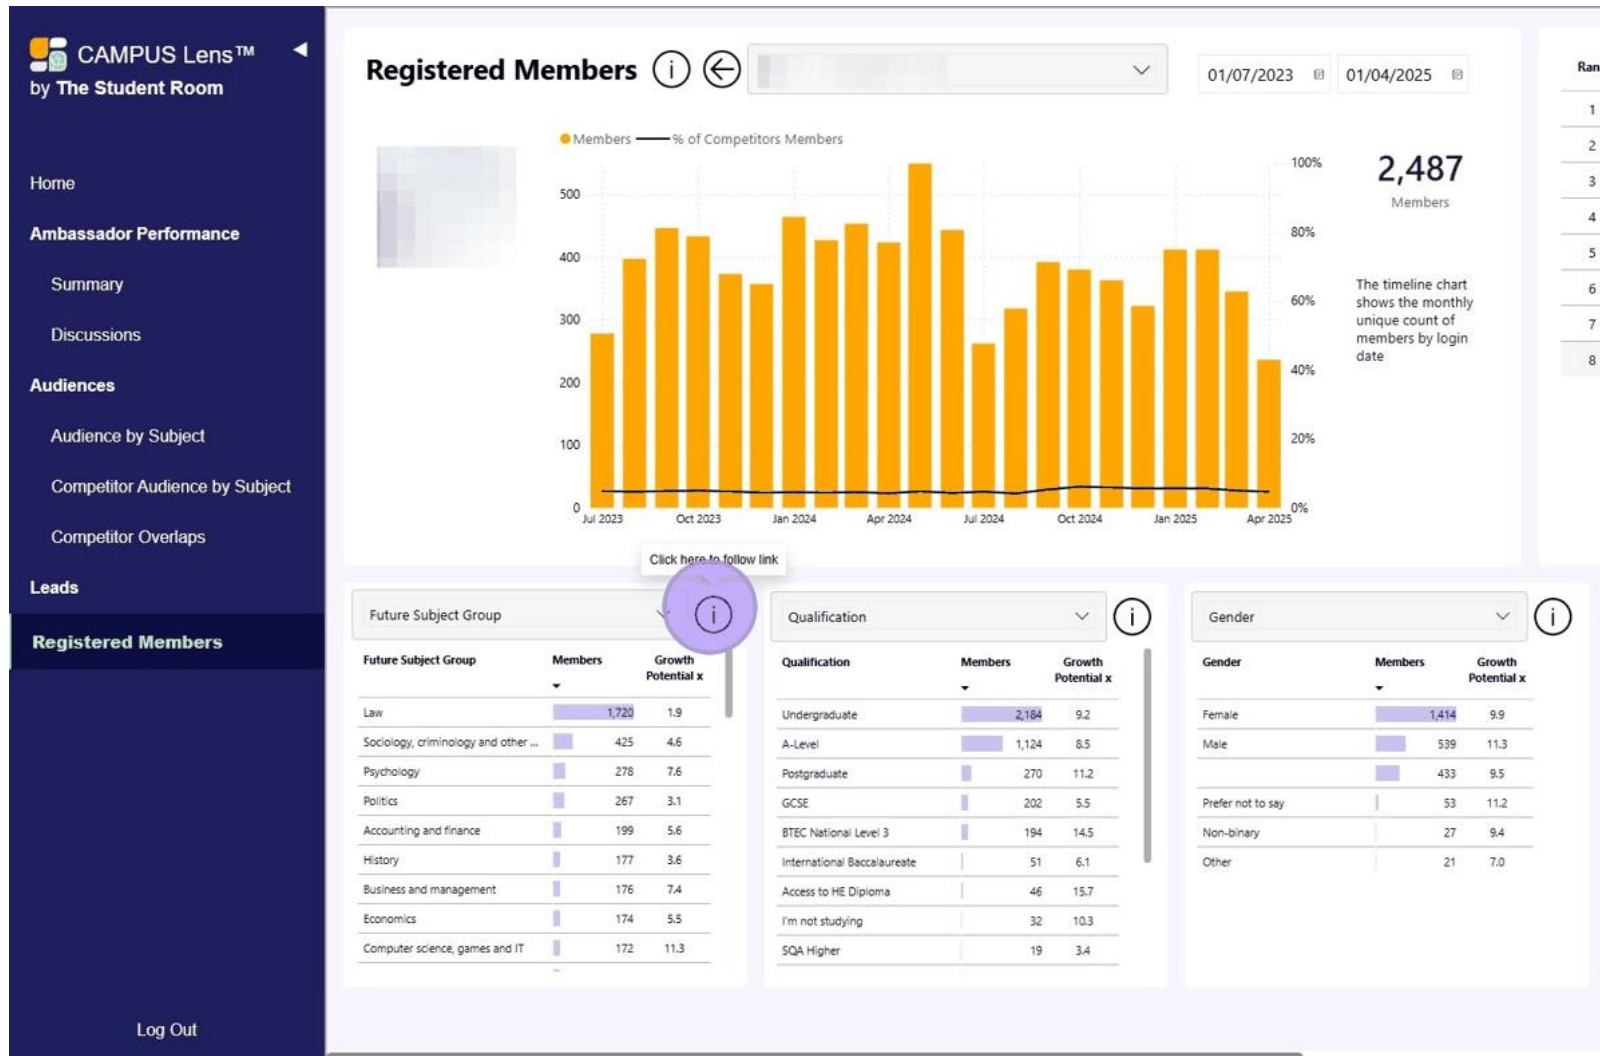 CAMPUS Lens™
by The Student Room
Home
Ambassador Performance
Summary
Discussions
Audiences
Audience by Subject
Competitor Audience by Subject
Competitor Overlaps
Leads
Registered Members
Log Out
Registered Members i
01/07/2023 01/04/2025
Members % of Competitors Members
500
400
300
200
100
0
100%
80%
60%
40%
20%
0%
Jul 2023 Oct 2023 Jan 2024 Apr 2024 Jul 2024 Oct 2024 Jan 2025 Apr 2025
2,487
Members
The timeline chart
shows the monthly
unique count of
members by login
date
Ran
1
2
3
4
5
6
7
8
Click here to follow link
Future Subject Group i
Future Subject Group Members Growth
Potential x
Law 1,720 1.9
Sociology, criminology and other ... 425 4.6
Psychology 278 7.6
Politics 267 3.1
Accounting and finance 199 5.6
History 177 3.6
Business and management 176 7.4
Economics 174 5.5
Computer science, games and IT 172 11.3
Qualification i
Qualification Members Growth
Potential x
Undergraduate 2,184 9.2
A-Level 1,124 8.5
Postgraduate 270 11.2
GCSE 202 5.5
BTEC National Level 3 194 14.5
International Baccalaureate 51 6.1
Access to HE Diploma 46 15.7
I'm not studying 32 10.3
SQA Higher 19 3.4
Gender i
Gender Members Growth
Potential x
Female 1,414 9.9
Male 539 11.3
433 9.5
Prefer not to say 53 11.2
Non-binary 27 9.4
Other 21 7.0